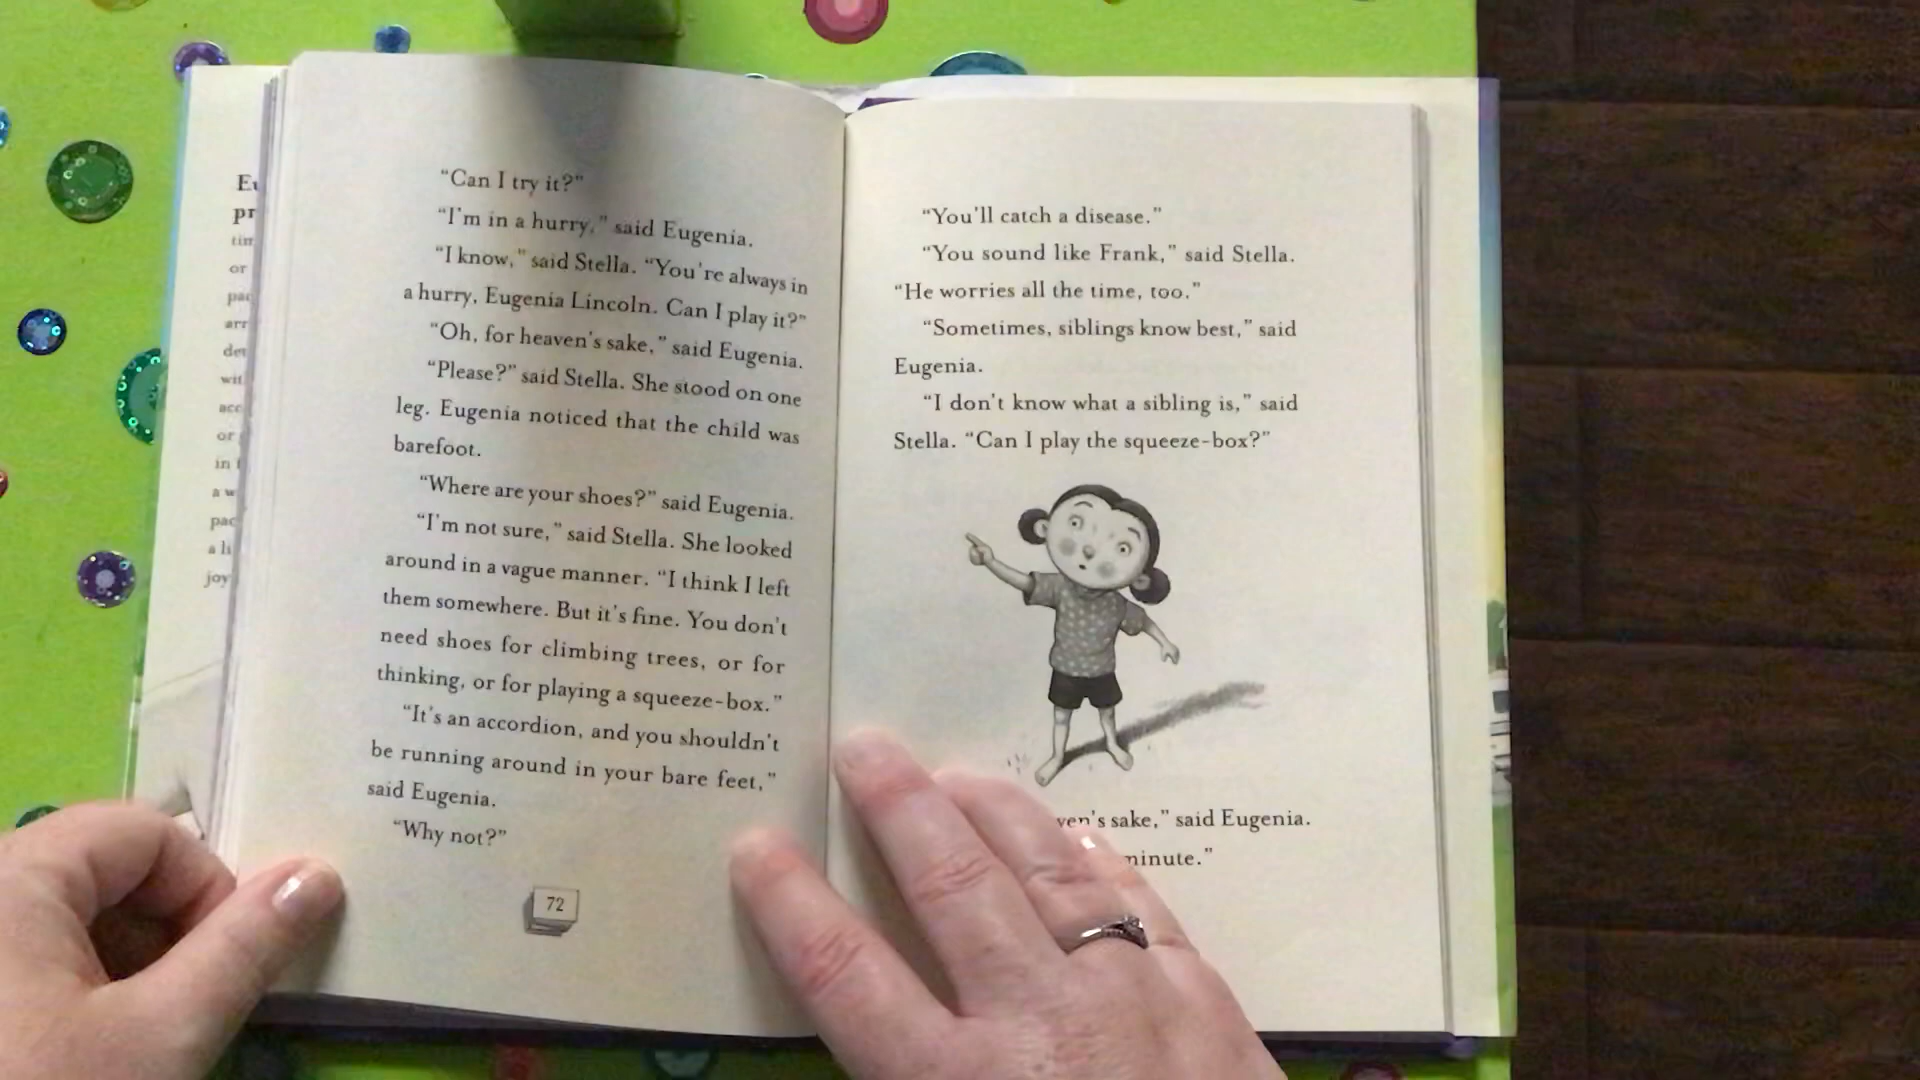 “Can I try it?”
“I’m in a hurry,” said Eugenia.
“I know,” said Stella. “You’re always in
a hurry, Eugenia Lincoln. Can I play it?”
“Oh, for heaven’s sake,” said Eugenia.
“Please?” said Stella. She stood on one
leg. Eugenia noticed that the child was
barefoot.
“Where are your shoes?” said Eugenia.
“I’m not sure,” said Stella. She looked
around in a vague manner. “I think I left
them somewhere. But it’s fine. You don’t
need shoes for climbing trees, or for
thinking, or for playing a squeeze-box.”
“It’s an accordion, and you shouldn’t
be running around in your bare feet,”
said Eugenia.
“Why not?”
72
“You’ll catch a disease.”
“You sound like Frank,” said Stella.
“He worries all the time, too.”
“Sometimes, siblings know best,” said
Eugenia.
“I don’t know what a sibling is,” said
Stella. “Can I play the squeeze-box?”
sake,” said Eugenia.
minute.”